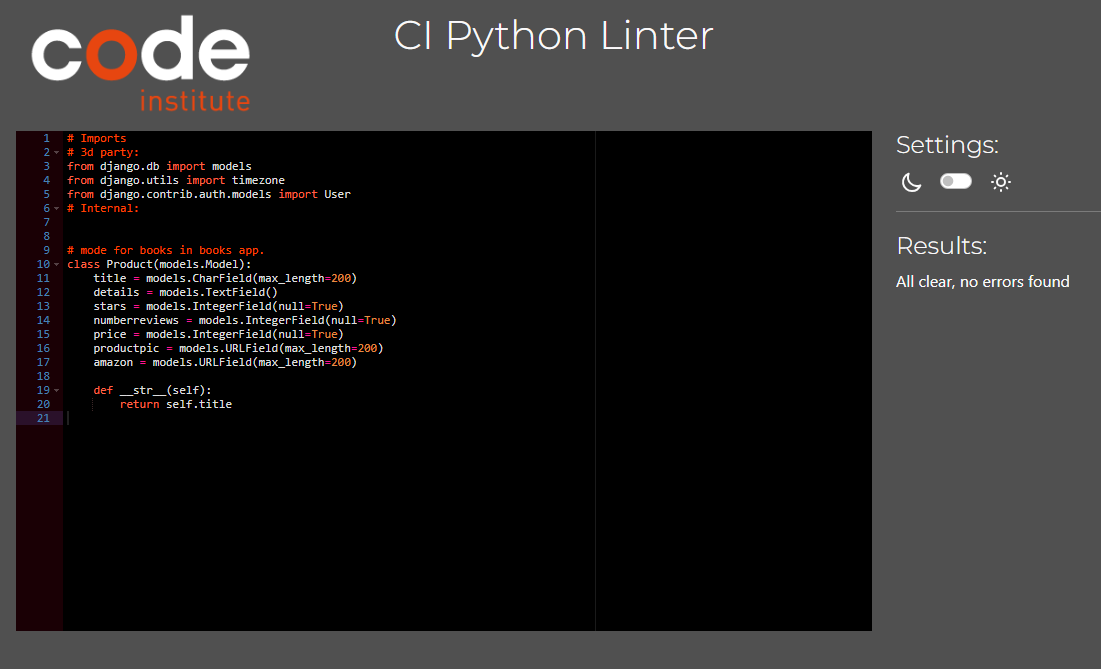 code
institute
CI Python Linter
1 # Imports
2 # 3d party:
3 from django.db import models
4 from django.utils import timezone
5 from django.contrib.auth.models import User
6 # Internal:
7
8
9 # mode for books in books app.
10 class Product(models.Model):
11     title = models.CharField(max_length=200)
12     details = models.TextField()
13     stars = models.IntegerField(null=True)
14     numberreviews = models.IntegerField(null=True)
15     price = models.IntegerField(null=True)
16     productpic = models.URLField(max_length=200)
17     amazon = models.URLField(max_length=200)
18
19     def __str__(self):
20         return self.title
21
Settings:
Results:
All clear, no errors found